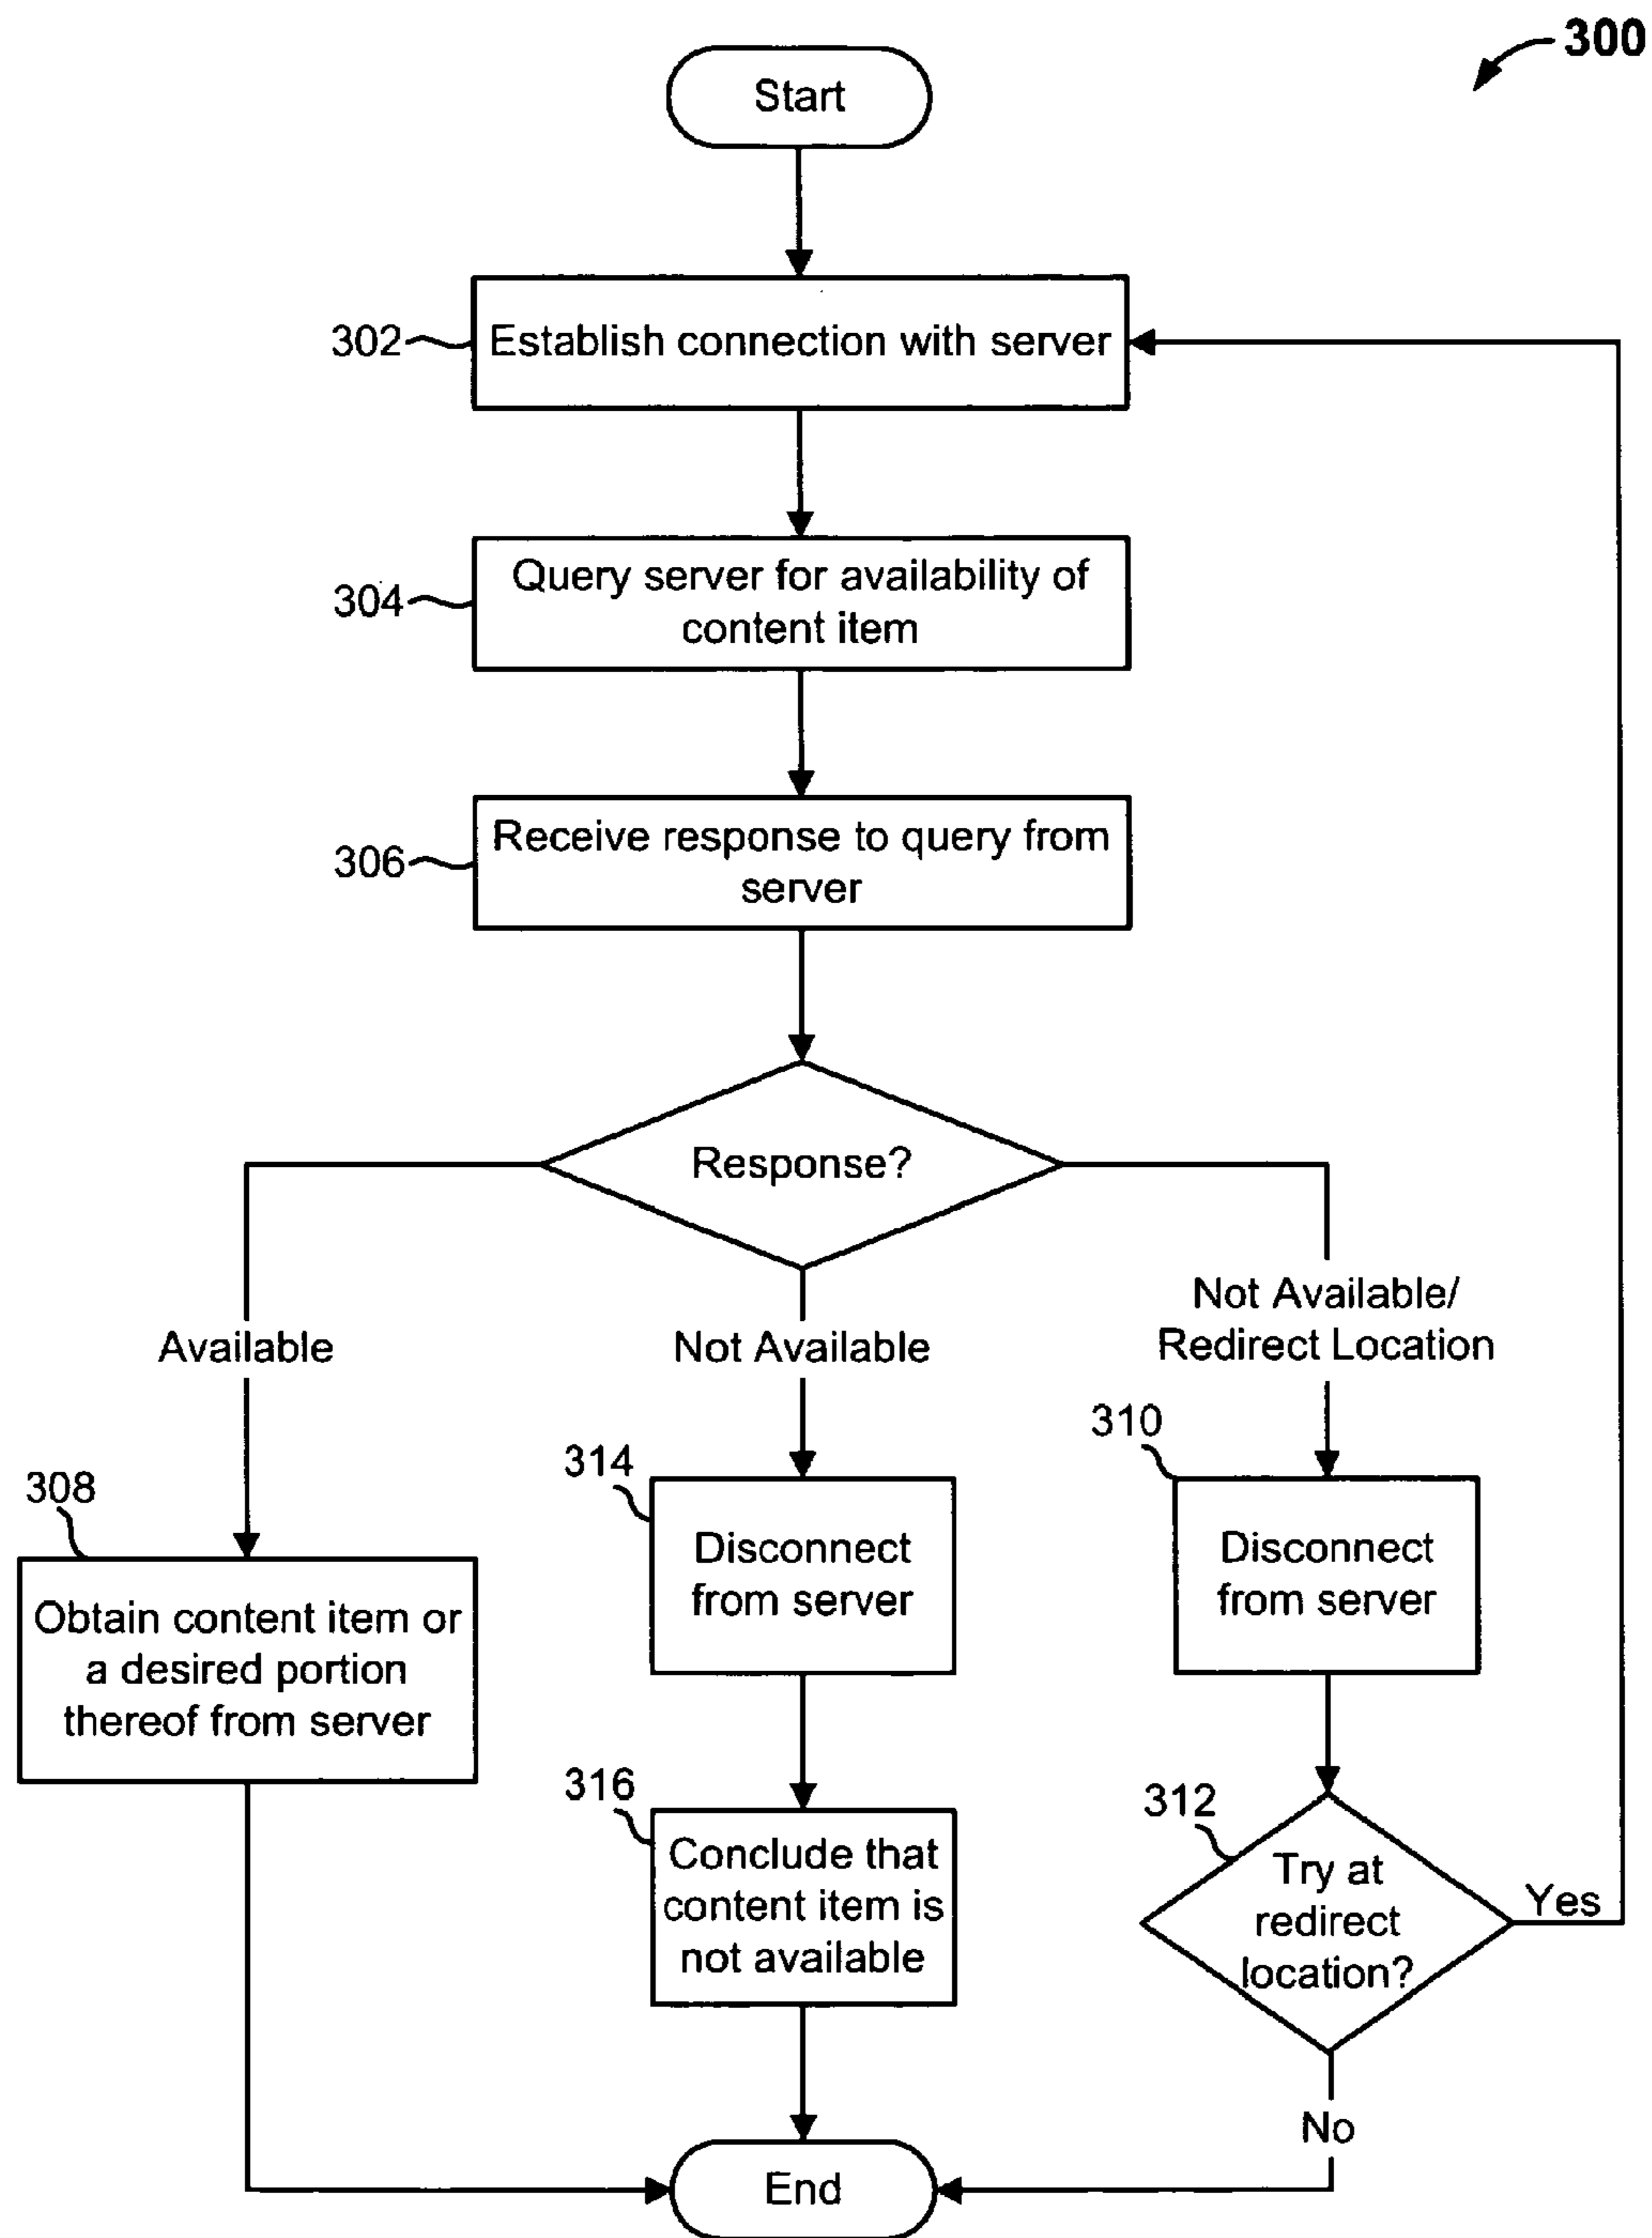 300
Start
302
Establish connection with server
304
Query server for availability of
content item
306
Receive response to query from
server
Response?
Available
Not Available
Not Available/
Redirect Location
308
Obtain content item or
a desired portion
thereof from server
314
Disconnect
from server
310
Disconnect
from server
316
Conclude that
content item is
not available
312
Try at
redirect
location?
Yes
No
End